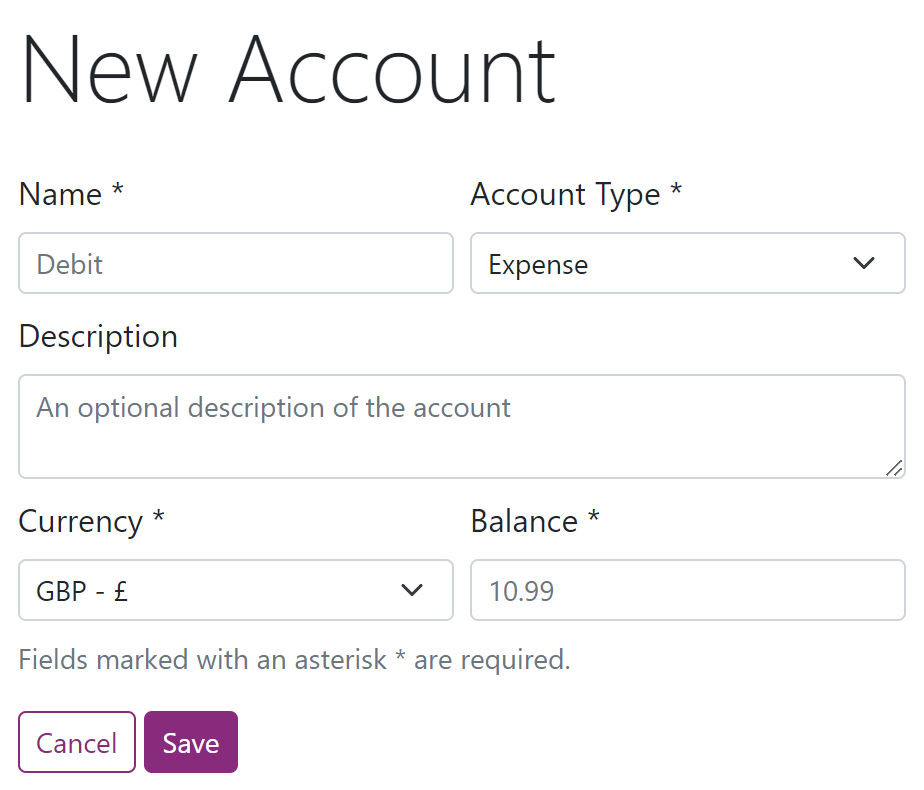 New Account
Name * Account Type *
Debit Expense
Description
An optional description of the account
Currency * Balance *
GBP - £ 10.99
Fields marked with an asterisk * are required.
Cancel Save